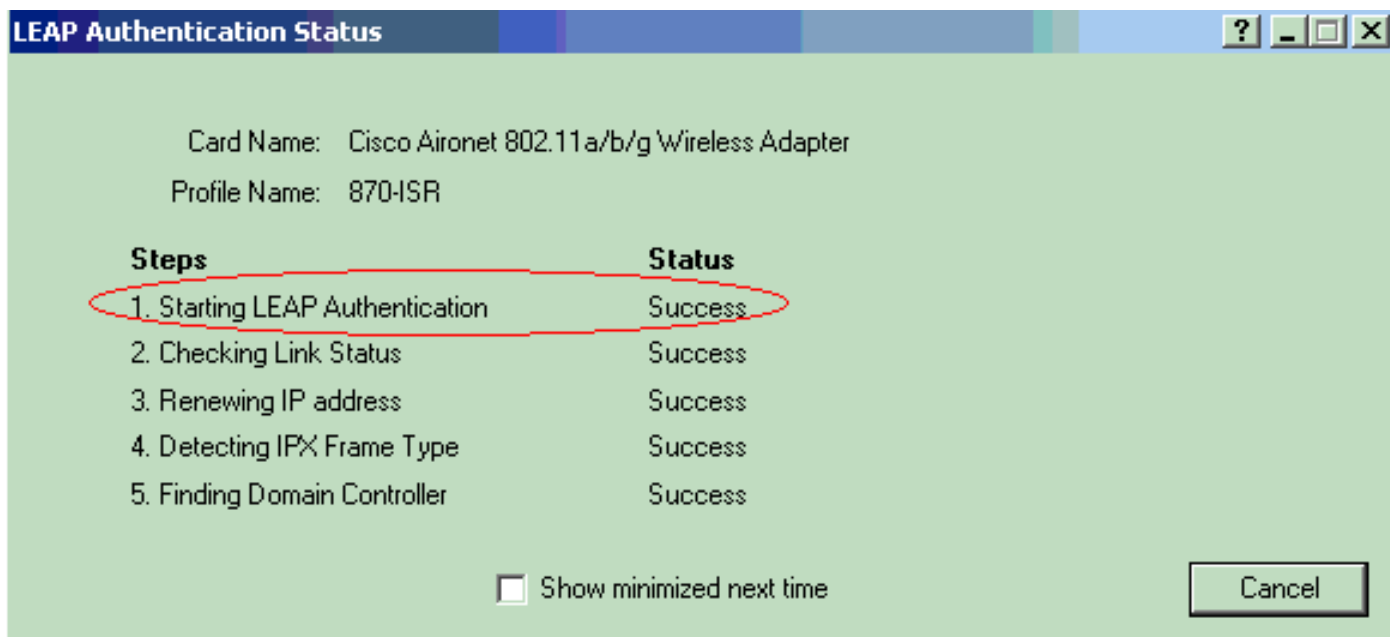 LEAP Authentication Status
Card Name: Cisco Aironet 802.11a/b/g Wireless Adapter
Profile Name: 870-ISR
Steps Status
1. Starting LEAP Authentication Success
2. Checking Link Status Success
3. Renewing IP address Success
4. Detecting IPX Frame Type Success
5. Finding Domain Controller Success
Show minimized next time Cancel